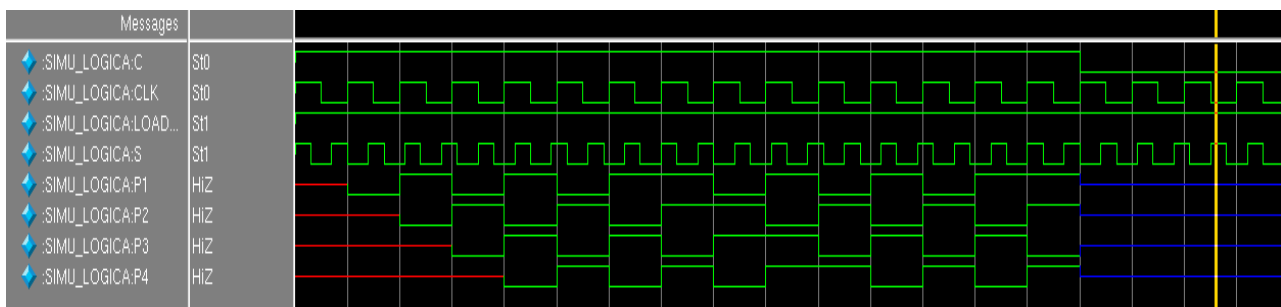 Messages
:SIMU_LOGICA:C St0
:SIMU_LOGICA:CLK St0
:SIMU_LOGICA:LOAD... St1
:SIMU_LOGICA:S St1
:SIMU_LOGICA:P1 HiZ
:SIMU_LOGICA:P2 HiZ
:SIMU_LOGICA:P3 HiZ
:SIMU_LOGICA:P4 HiZ